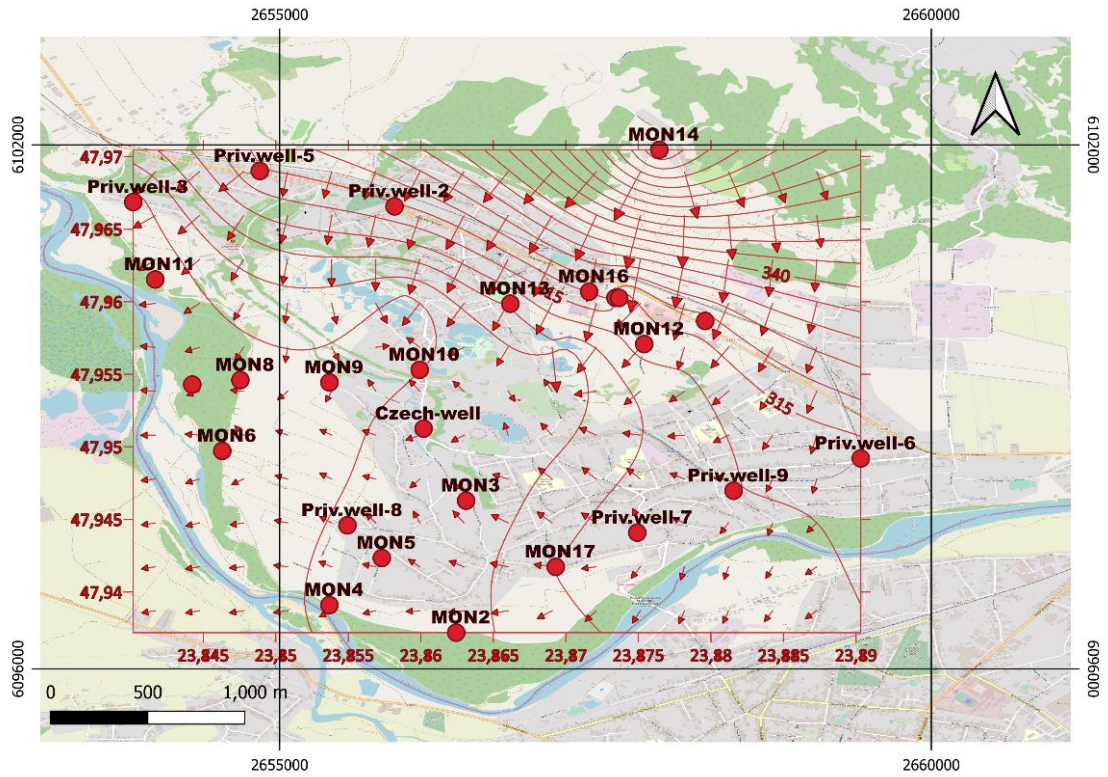 2655000
2660000
6102000
6102000
MON14
47,97
Priv.well-5
Priv.well-3
Priv.well-2
47,965
MON11
MON16
340
47,96
MON13
MON12
47,955
MON8
MON9
MON10
315
Czech-well
47,95
MON6
Priv.well-6
Priv.well-9
MON3
47,945
Priv.well-8
Priv.well-7
MON5
MON17
47,94
MON4
MON2
23,845
23,85
23,855
23,86
23,865
23,87
23,875
23,88
23,885
23,89
6096000
6096000
0
500
1,000 m
2655000
2660000